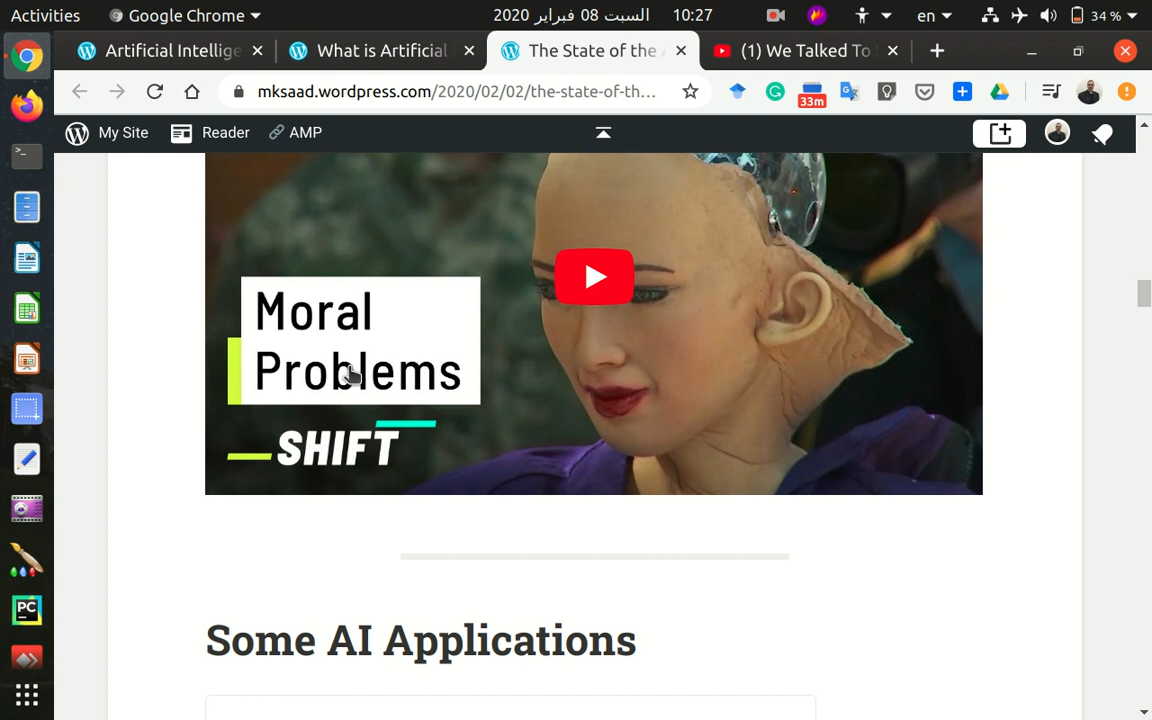 Activities
Google Chrome
السبت 08 فبراير 2020
10:27
en
34 %
Artificial Intellige
What is Artificial
The State of the
(1) We Talked To
mksaad.wordpress.com/2020/02/02/the-state-of-th...
33m
My Site
Reader
AMP
Moral
Problems
SHIFT
Some AI Applications
PC